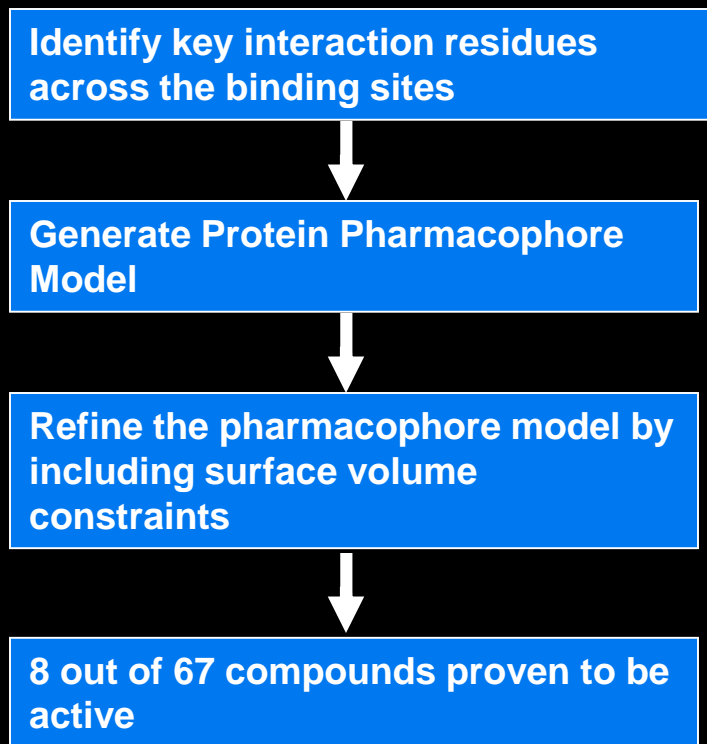 Identify key interaction residues
across the binding sites
Generate Protein Pharmacophore
Model
Refine the pharmacophore model by
including surface volume
constraints
8 out of 67 compounds proven to be
active